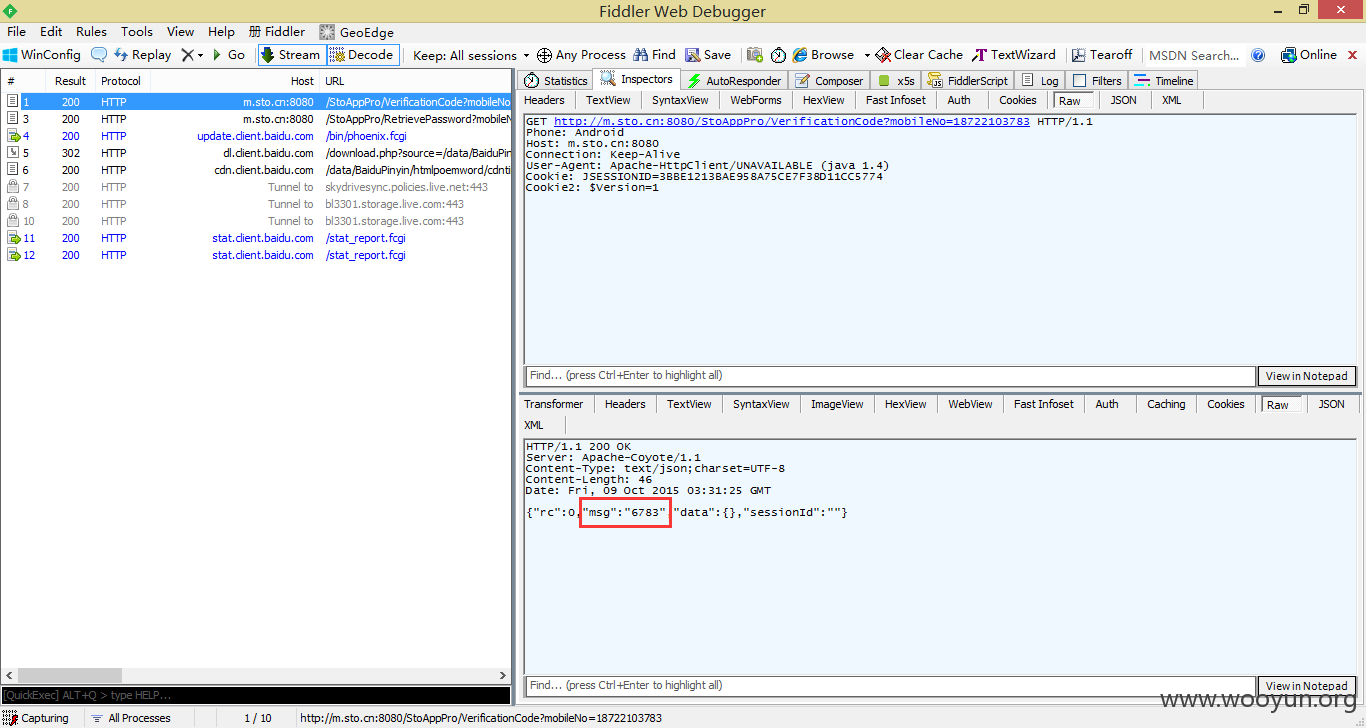 Fiddler Web Debugger
File Edit Rules Tools View Help Fiddler GeoEdge
WinConfig Replay Go Stream Decode Keep: All sessions Any Process Find Save Browse Clear Cache TextWizard Tearoff MSDN Search... Online
# Result Protocol Host URL
1 200 HTTP m.sto.cn:8080 /StoAppPro/VerificationCode?mobileNo
3 200 HTTP m.sto.cn:8080 /StoAppPro/RetrievePassword?mobileN
4 200 HTTP update.client.baidu.com /bin/phoenix.fcgi
5 302 HTTP dl.client.baidu.com /download.php?source=/data/BaiduPin
6 200 HTTP cdn.client.baidu.com /data/BaiduPinyin/htmlpoemword/cdnti
7 200 HTTP Tunnel to skydrivesync.policies.live.net:443
8 200 HTTP Tunnel to bl3301.storage.live.com:443
10 200 HTTP Tunnel to bl3301.storage.live.com:443
11 200 HTTP stat.client.baidu.com /stat_report.fcgi
12 200 HTTP stat.client.baidu.com /stat_report.fcgi
Statistics Inspectors AutoResponder Composer x5s FiddlerScript Log Filters Timeline
Headers TextView SyntaxView WebForms HexView Fast Infoset Auth Cookies Raw JSON XML
GET http://m.sto.cn:8080/StoAppPro/VerificationCode?mobileNo=18722103783 HTTP/1.1
Phone: Android
Host: m.sto.cn:8080
Connection: Keep-Alive
User-Agent: Apache-HttpClient/UNAVAILABLE (java 1.4)
Cookie: JSESSIONID=3BBE1213BAE958A75CE7F38D11CC5774
Cookie2: $Version=1
Find... (press Ctrl+Enter to highlight all) View in Notepad
Transformer Headers TextView SyntaxView ImageView HexView WebView Fast Infoset Auth Caching Cookies Raw JSON
XML
HTTP/1.1 200 OK
Server: Apache-Coyote/1.1
Content-Type: text/json;charset=UTF-8
Content-Length: 46
Date: Fri, 09 Oct 2015 03:31:25 GMT
{"rc":0,"msg":"6783","data":{},"sessionId":""}
Find... (press Ctrl+Enter to highlight all) View in Notepad
[QuickExec] ALT+Q > type HELP...
www.wooyun.org
Capturing All Processes 1 / 10 http://m.sto.cn:8080/StoAppPro/VerificationCode?mobileNo=18722103783